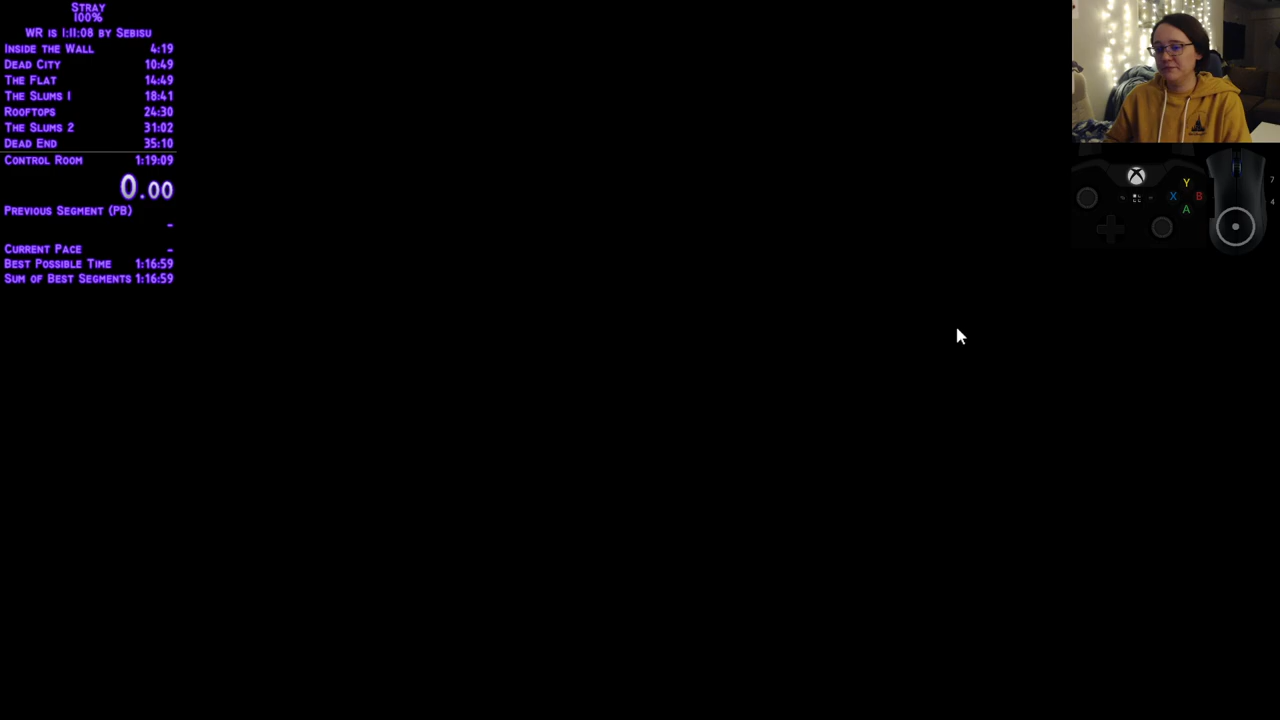 STRAY
100%
WR IS 1:11:08 BY SEBISU
INSIDE THE WALL 4:19
DEAD CITY 10:49
THE FLAT 14:49
THE SLUMS 1 18:41
ROOFTOPS 24:30
THE SLUMS 2 31:02
DEAD END 35:10
CONTROL ROOM 1:19:09
0.00
PREVIOUS SEGMENT (PB)
-
CURRENT PACE -
BEST POSSIBLE TIME 1:16:59
SUM OF BEST SEGMENTS 1:16:59
Y
X B
A
7
4